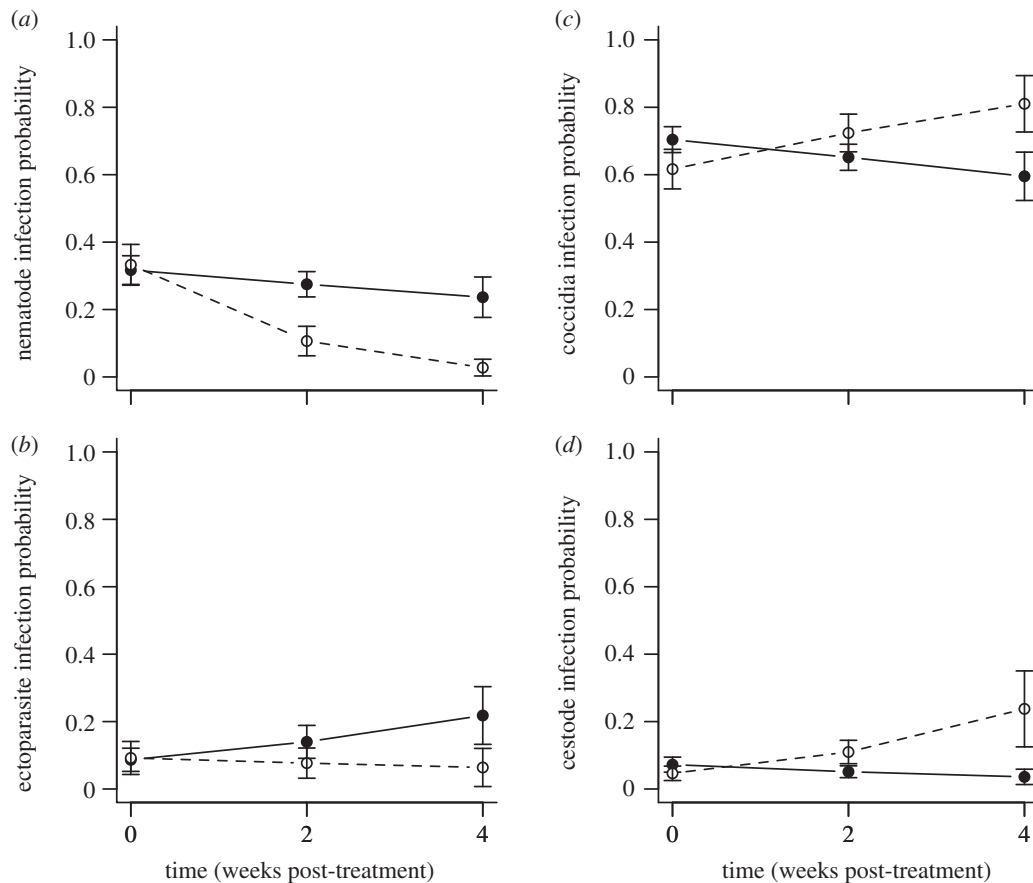 (a)
1.0
0.8
0.6
0.4
0.2
0
nematode infection probability
(c)
1.0
0.8
0.6
0.4
0.2
0
coccidia infection probability
(b)
1.0
0.8
0.6
0.4
0.2
0
ectoparasite infection probability
0 2 4
time (weeks post-treatment)
(d)
1.0
0.8
0.6
0.4
0.2
0
cestode infection probability
0 2 4
time (weeks post-treatment)